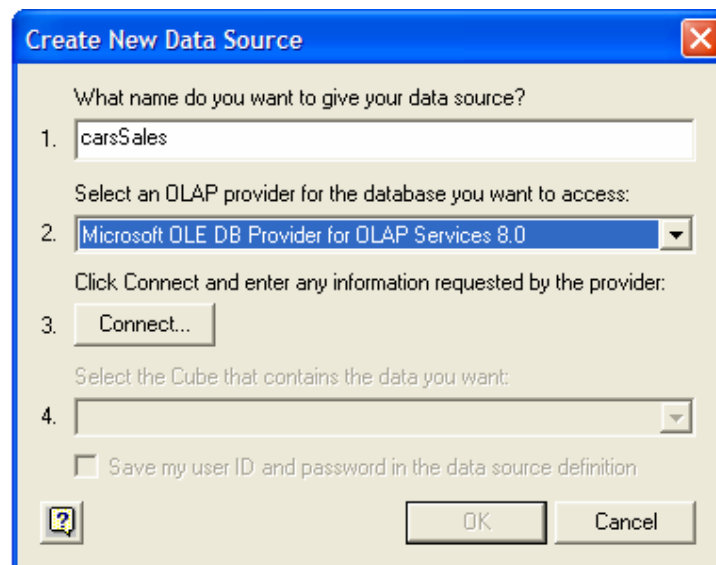 Create New Data Source
What name do you want to give your data source?
1. carsSales
Select an OLAP provider for the database you want to access:
2. Microsoft OLE DB Provider for OLAP Services 8.0
Click Connect and enter any information requested by the provider:
3. Connect...
Select the Cube that contains the data you want:
4.
Save my user ID and password in the data source definition
? OK Cancel